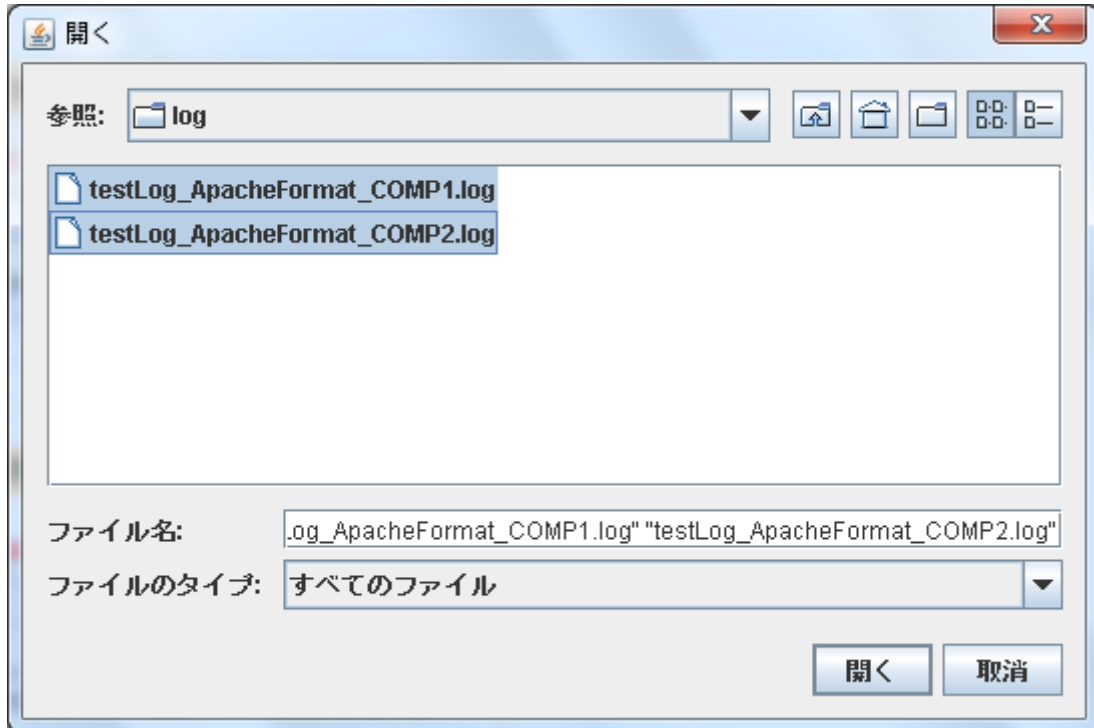 開く
参照: log
testLog_ApacheFormat_COMP1.log
testLog_ApacheFormat_COMP2.log
ファイル名: .og_ApacheFormat_COMP1.log" "testLog_ApacheFormat_COMP2.log"
ファイルのタイプ: すべてのファイル
開く 取消